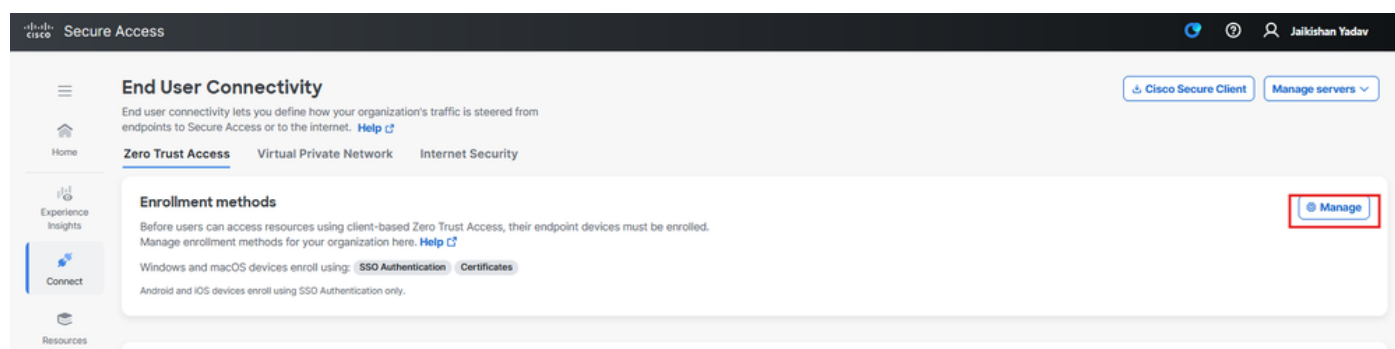 cisco Secure Access
Jaikishan Yadav
End User Connectivity
Cisco Secure Client
Manage servers
End user connectivity lets you define how your organization's traffic is steered from
endpoints to Secure Access or to the internet. Help
Home
Zero Trust Access Virtual Private Network Internet Security
Experience
Insights
Connect
Resources
Enrollment methods
Manage
Before users can access resources using client-based Zero Trust Access, their endpoint devices must be enrolled.
Manage enrollment methods for your organization here. Help
Windows and macOS devices enroll using: SSO Authentication Certificates
Android and iOS devices enroll using SSO Authentication only.